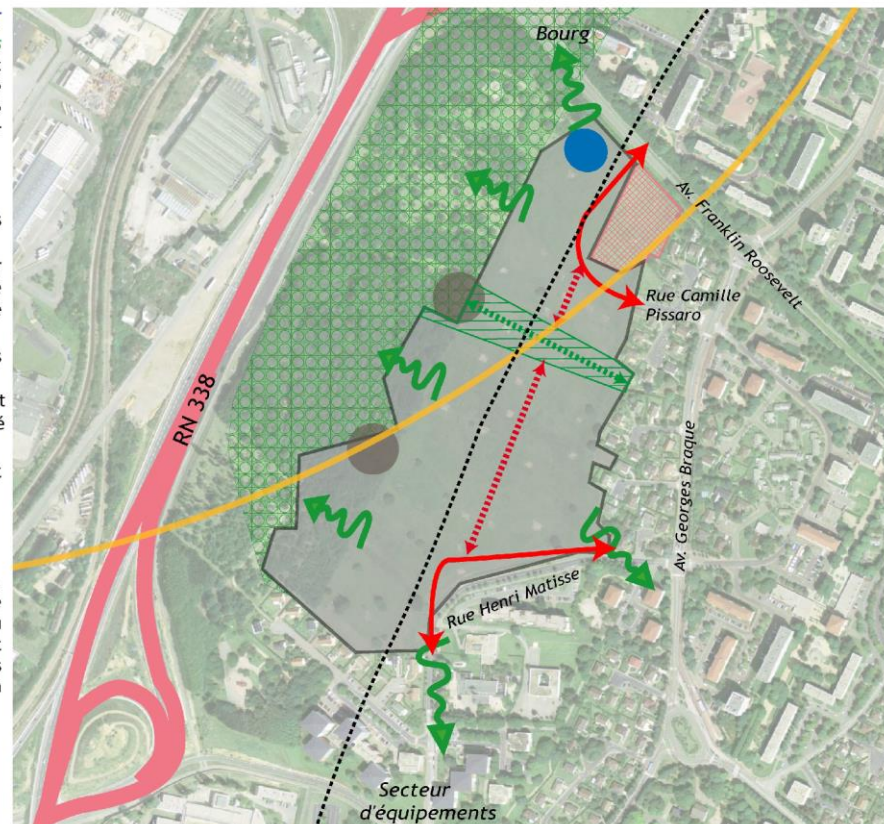 Bourg
Av. Franklin Roosevelt
Rue Camille
Pissaro
RN 338
Av. Georges Braque
Rue Henri Matisse
Secteur
d'équipements